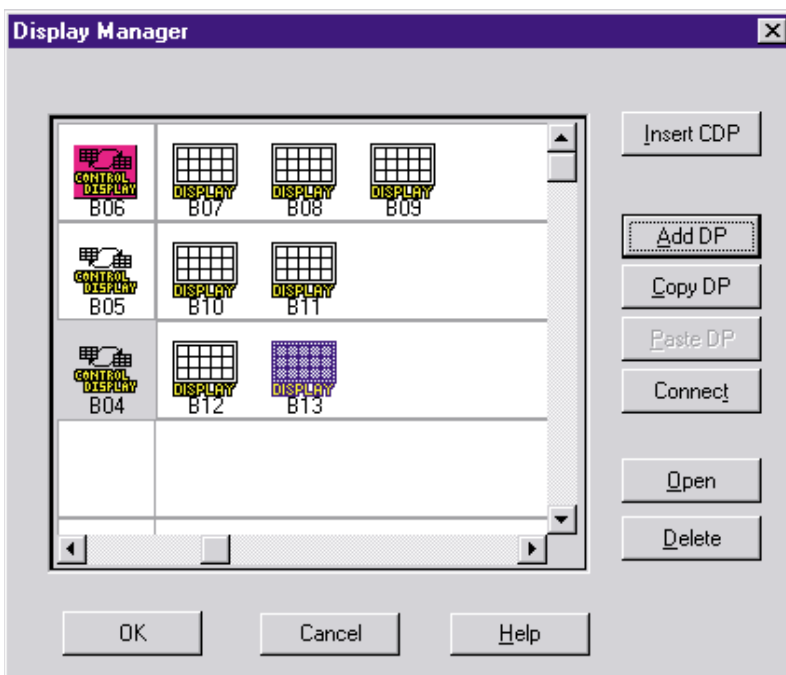 Display Manager
Insert CDP
CONTROL DISPLAY
B06
DISPLAY
B07
DISPLAY
B08
DISPLAY
B09
Add DP
Copy DP
CONTROL DISPLAY
B05
DISPLAY
B10
DISPLAY
B11
Paste DP
Connect
CONTROL DISPLAY
B04
DISPLAY
B12
DISPLAY
B13
Open
Delete
OK
Cancel
Help